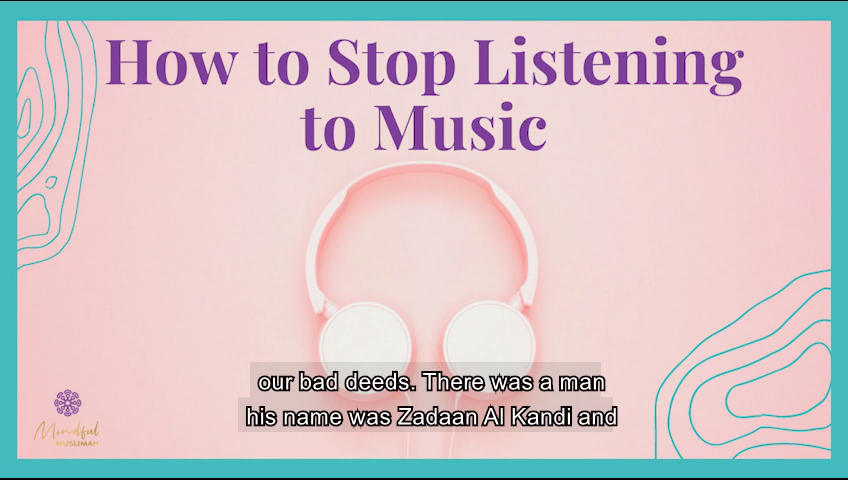 How to Stop Listening
to Music
our bad deeds. There was a man
his name was Zadaan Al Kandi and
Mindful
MUSLIMAH